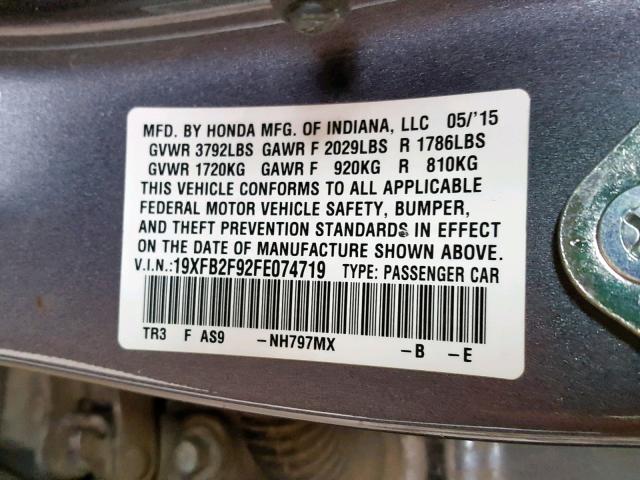 MFD. BY HONDA MFG. OF INDIANA, LLC 05/'15
GVWR 3792LBS GAWR F 2029LBS R 1786LBS
GVWR 1720KG GAWR F 920KG R 810KG
THIS VEHICLE CONFORMS TO ALL APPLICABLE
FEDERAL MOTOR VEHICLE SAFETY, BUMPER,
AND THEFT PREVENTION STANDARDS IN EFFECT
ON THE DATE OF MANUFACTURE SHOWN ABOVE.
V.I.N.:19XFB2F92FE074719 TYPE: PASSENGER CAR
TR3 F AS9 -NH797MX -B -E